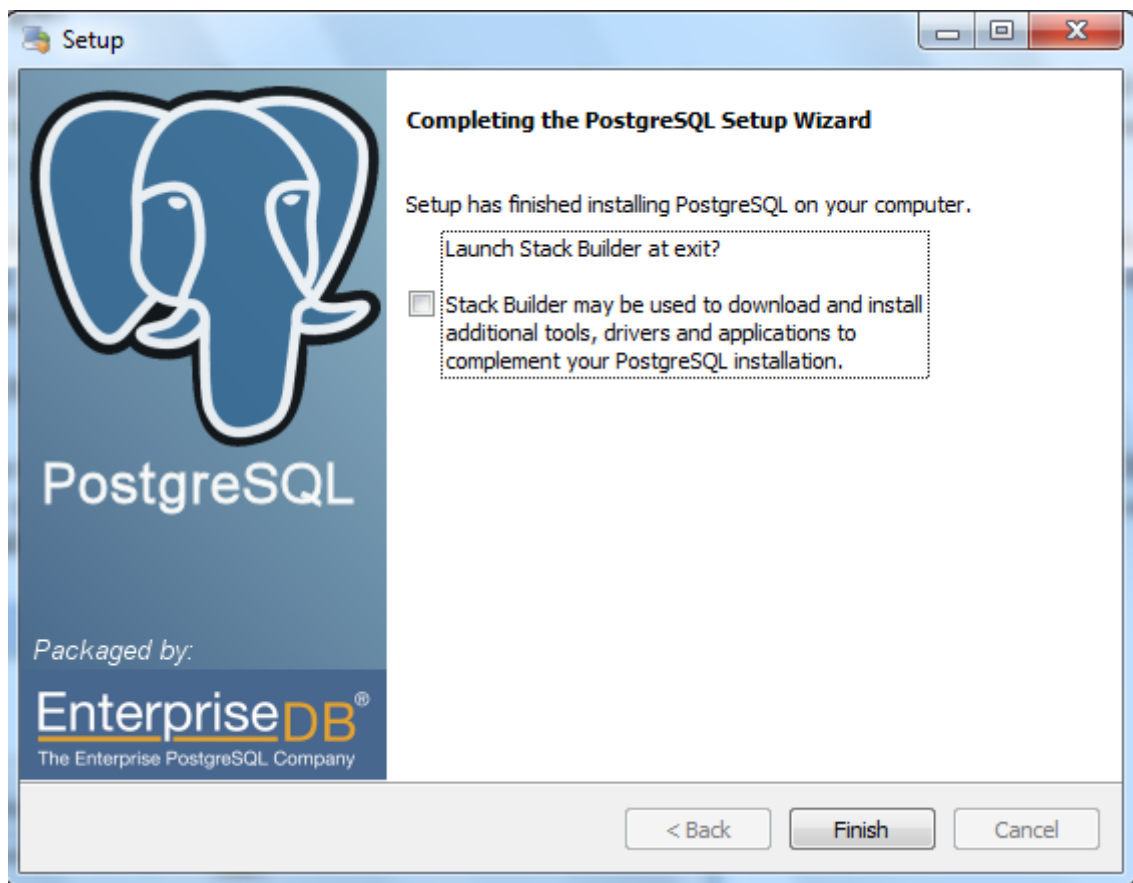 Setup
Completing the PostgreSQL Setup Wizard
Setup has finished installing PostgreSQL on your computer.
Launch Stack Builder at exit?
Stack Builder may be used to download and install
additional tools, drivers and applications to
complement your PostgreSQL installation.
PostgreSQL
Packaged by:
EnterpriseDB®
The Enterprise PostgreSQL Company
< Back
Finish
Cancel